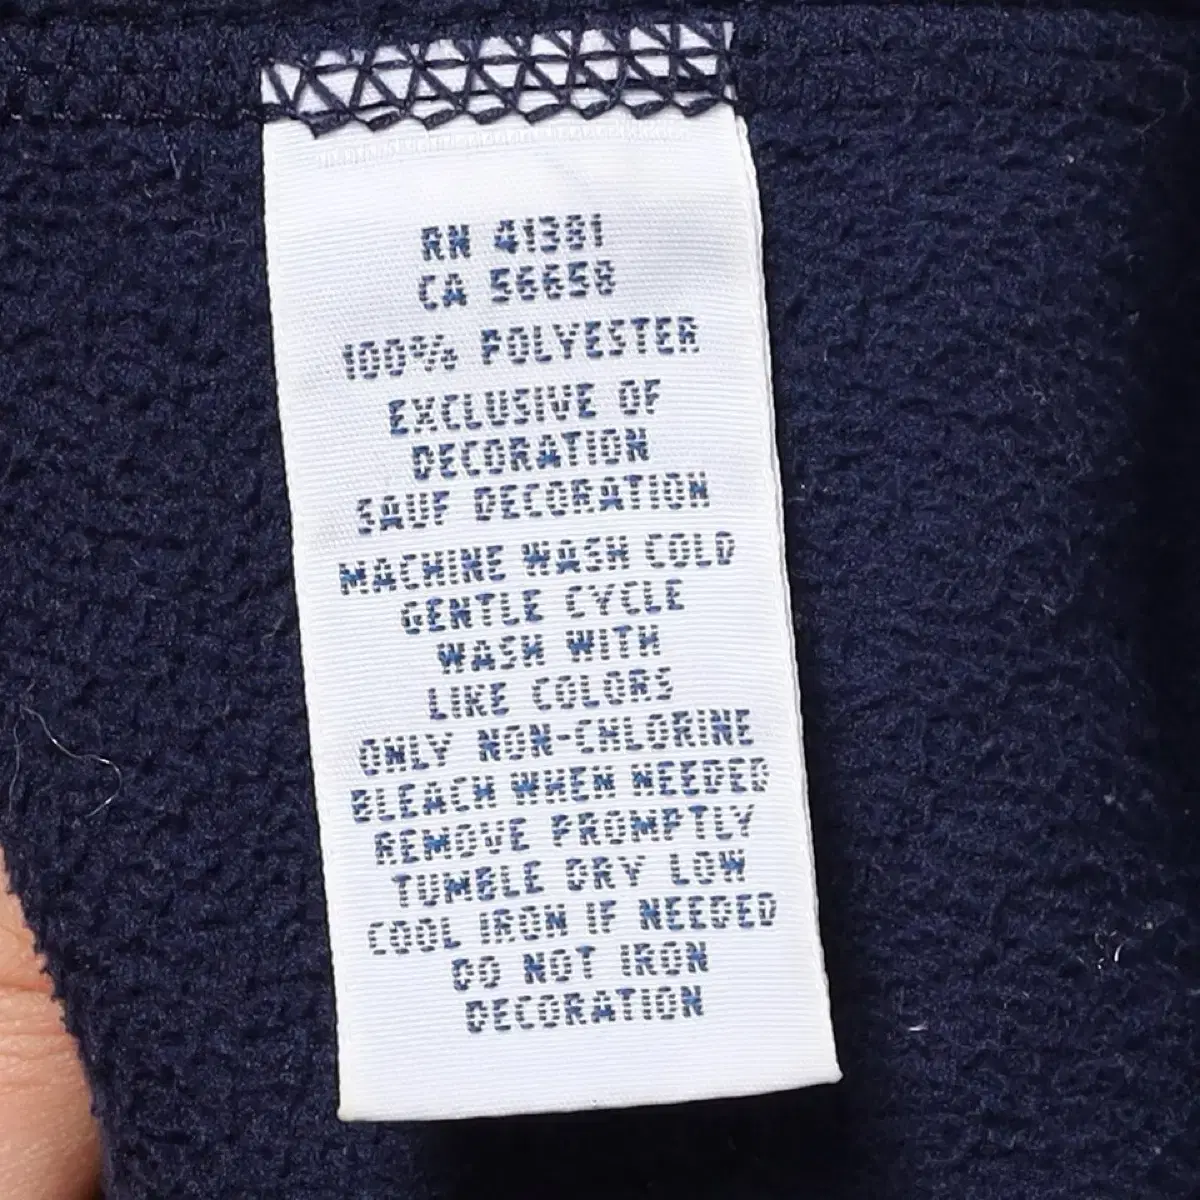 RN 41381
CA 56658
100% POLYESTER
EXCLUSIVE OF
DECORATION
SAUF DECORATION
MACHINE WASH COLD
GENTLE CYCLE
WASH WITH
LIKE COLORS
ONLY NON-CHLORINE
BLEACH WHEN NEEDED
REMOVE PROMPTLY
TUMBLE DRY LOW
COOL IRON IF NEEDED
DO NOT IRON
DECORATION